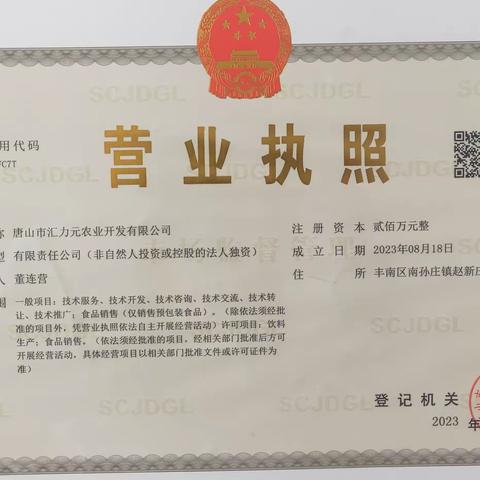 用代码
C7T
营业执照
称 唐山市汇力元农业开发有限公司
注册资本 贰佰万元整
型 有限责任公司（非自然人投资或控股的法人独资）
成立日期 2023年08月18日
人 董连营
住所 丰南区南孙庄镇赵新庄
围 一般项目：技术服务、技术开发、技术咨询、技术交流、技术转
让、技术推广；食品销售（仅销售预包装食品）。（除依法须经批
准的项目外，凭营业执照依法自主开展经营活动）许可项目：饮料
生产；食品销售。（依法须经批准的项目，经相关部门批准后方可
开展经营活动，具体经营项目以相关部门批准文件或许可证件为
准）
登记机关
2023 年
SCJDGL
SCJDGL
SCJDGL
SCJDGL